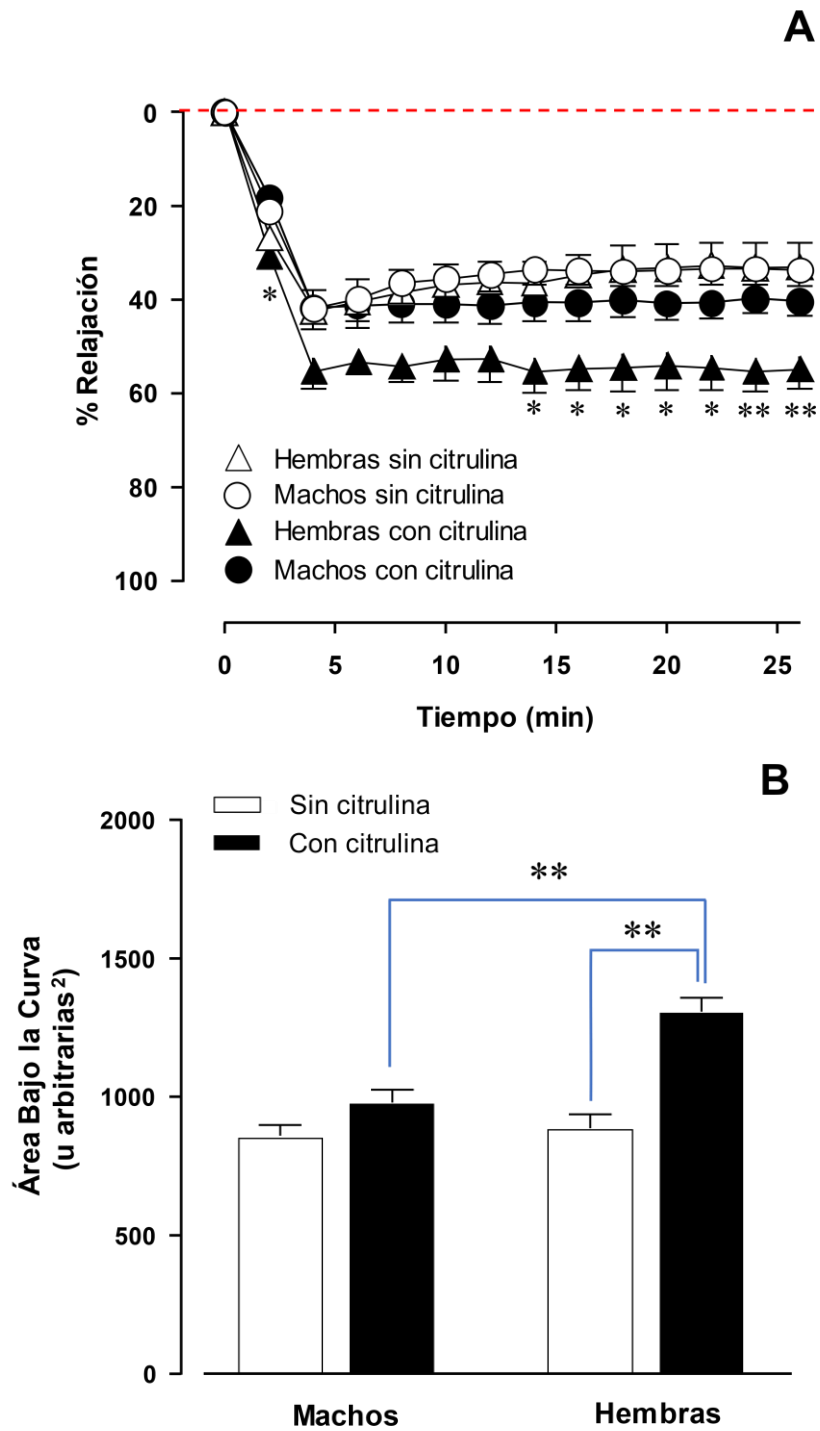 A
0
20
40
60
80
100
% Relajación
*
* * * * * ** **
Hembras sin citrulina
Machos sin citrulina
Hembras con citrulina
Machos con citrulina
0 5 10 15 20 25
Tiempo (min)
B
Sin citrulina
Con citrulina
2000
1500
1000
500
0
Área Bajo la Curva
(u arbitrarias²)
**
**
Machos Hembras